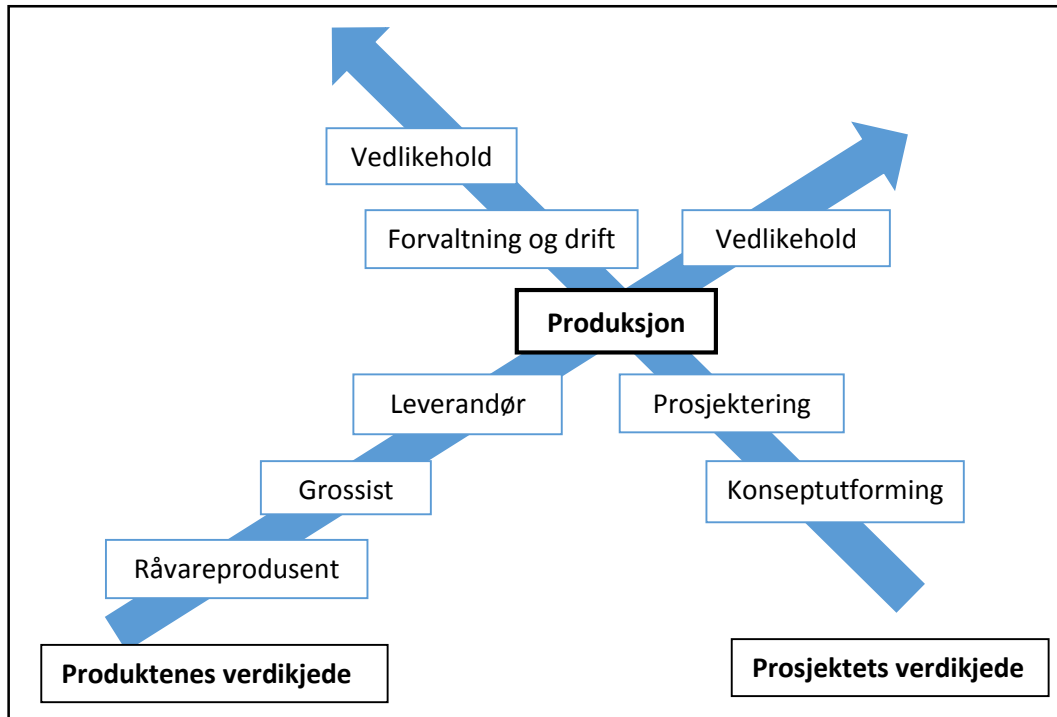 Vedlikehold
Forvaltning og drift
Vedlikehold
Produksjon
Leverandør
Prosjektering
Grossist
Konseptutforming
Råvareprodusent
Produktenes verdikjede
Prosjektets verdikjede